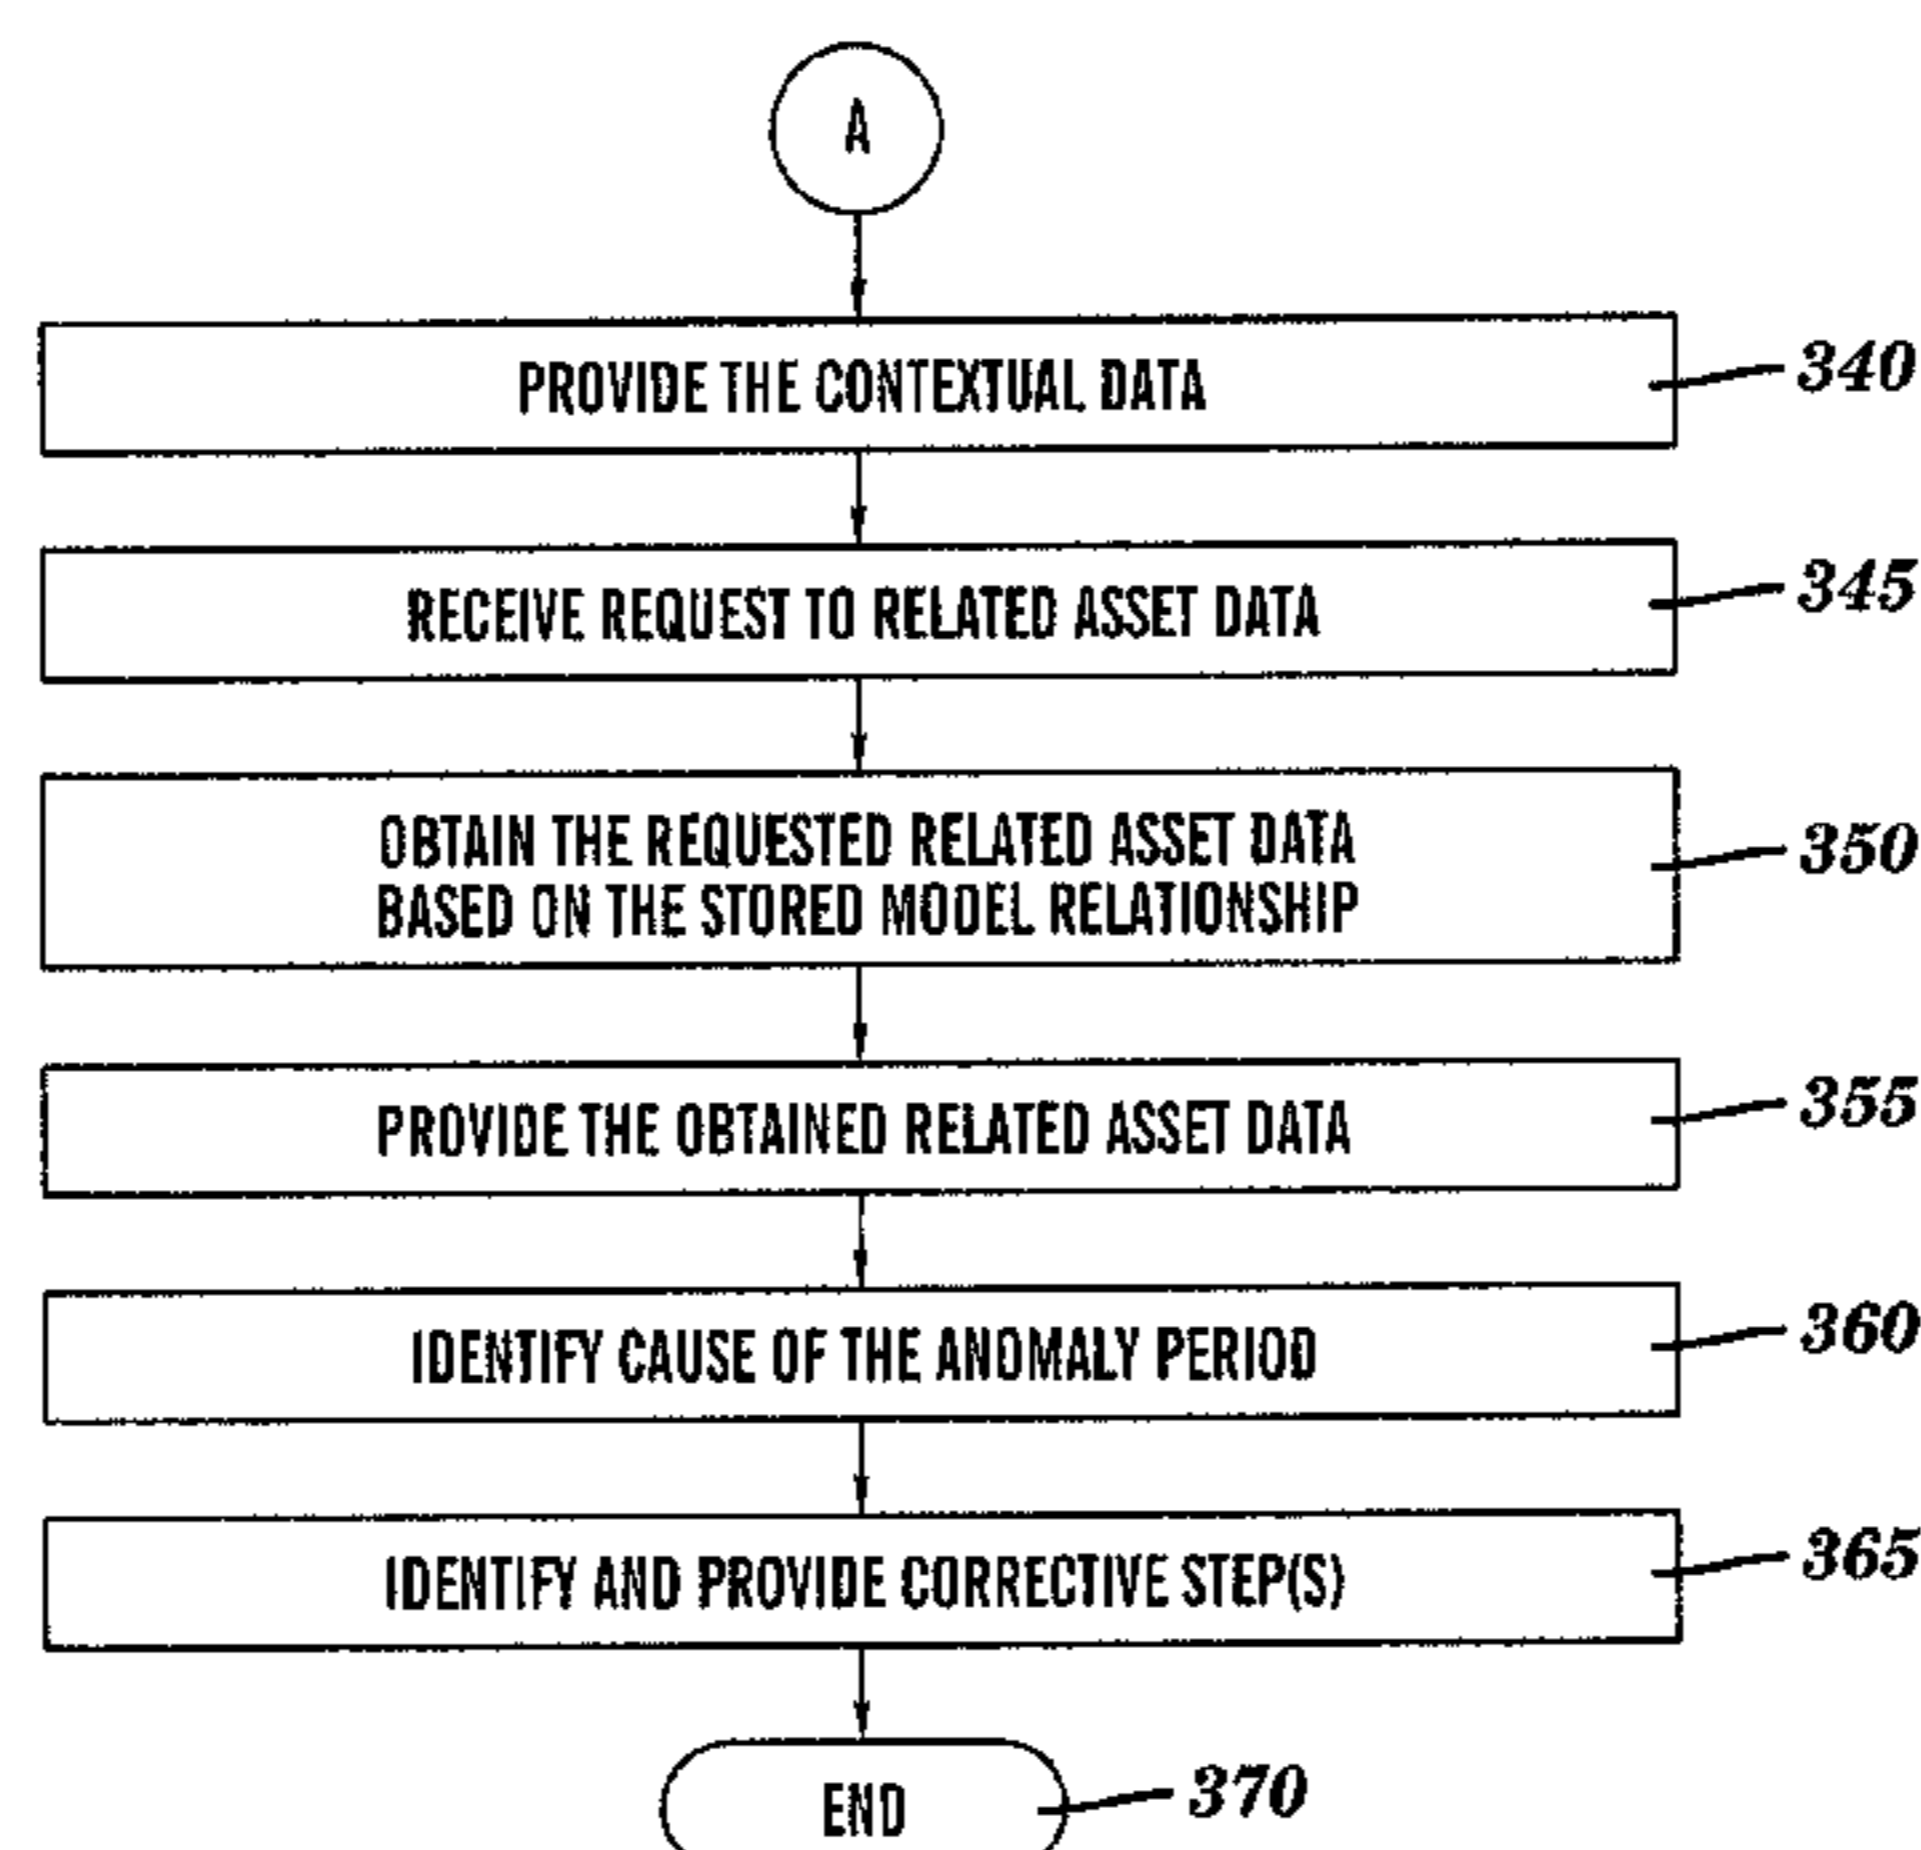 A
PROVIDE THE CONTEXTUAL DATA
340
RECEIVE REQUEST TO RELATED ASSET DATA
345
OBTAIN THE REQUESTED RELATED ASSET DATA
BASED ON THE STORED MODEL RELATIONSHIP
350
PROVIDE THE OBTAINED RELATED ASSET DATA
355
IDENTIFY CAUSE OF THE ANOMALY PERIOD
360
IDENTIFY AND PROVIDE CORRECTIVE STEP(S)
365
END
370